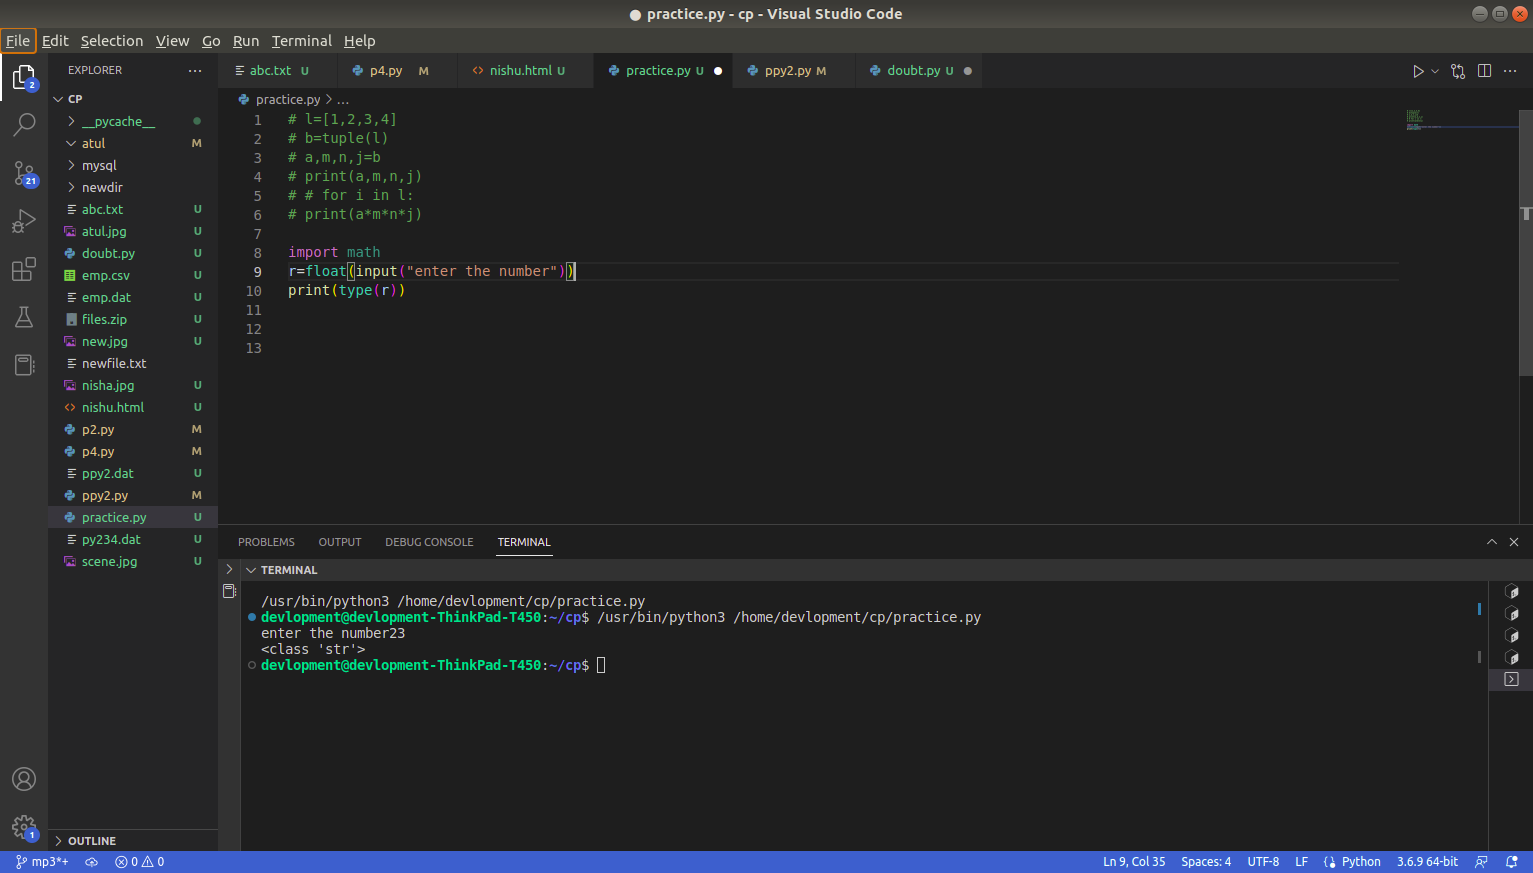 ● practice.py - cp - Visual Studio Code
File Edit Selection View Go Run Terminal Help
EXPLORER ...
abc.txt U
p4.py M
nishu.html U
practice.py U ●
ppy2.py M
doubt.py U ●
2
CP
practice.py > ...
__pycache__
atul M
mysql
newdir
abc.txt U
atul.jpg U
doubt.py U
emp.csv U
emp.dat U
files.zip U
new.jpg U
newfile.txt
nisha.jpg U
nishu.html U
p2.py M
p4.py M
ppy2.dat U
ppy2.py M
practice.py U
py234.dat U
scene.jpg U
OUTLINE
21
1
1 # l=[1,2,3,4]
2 # b=tuple(l)
3 # a,m,n,j=b
4 # print(a,m,n,j)
5 # # for i in l:
6 # print(a*m*n*j)
7
8 import math
9 r=float(input("enter the number"))
10 print(type(r))
11
12
13
PROBLEMS OUTPUT DEBUG CONSOLE TERMINAL
TERMINAL
/usr/bin/python3 /home/devlopment/cp/practice.py
devlopment@devlopment-ThinkPad-T450:~/cp$ /usr/bin/python3 /home/devlopment/cp/practice.py
enter the number23
<class 'str'>
devlopment@devlopment-ThinkPad-T450:~/cp$
mp3*+ 0 0 Ln 9, Col 35 Spaces: 4 UTF-8 LF Python 3.6.9 64-bit